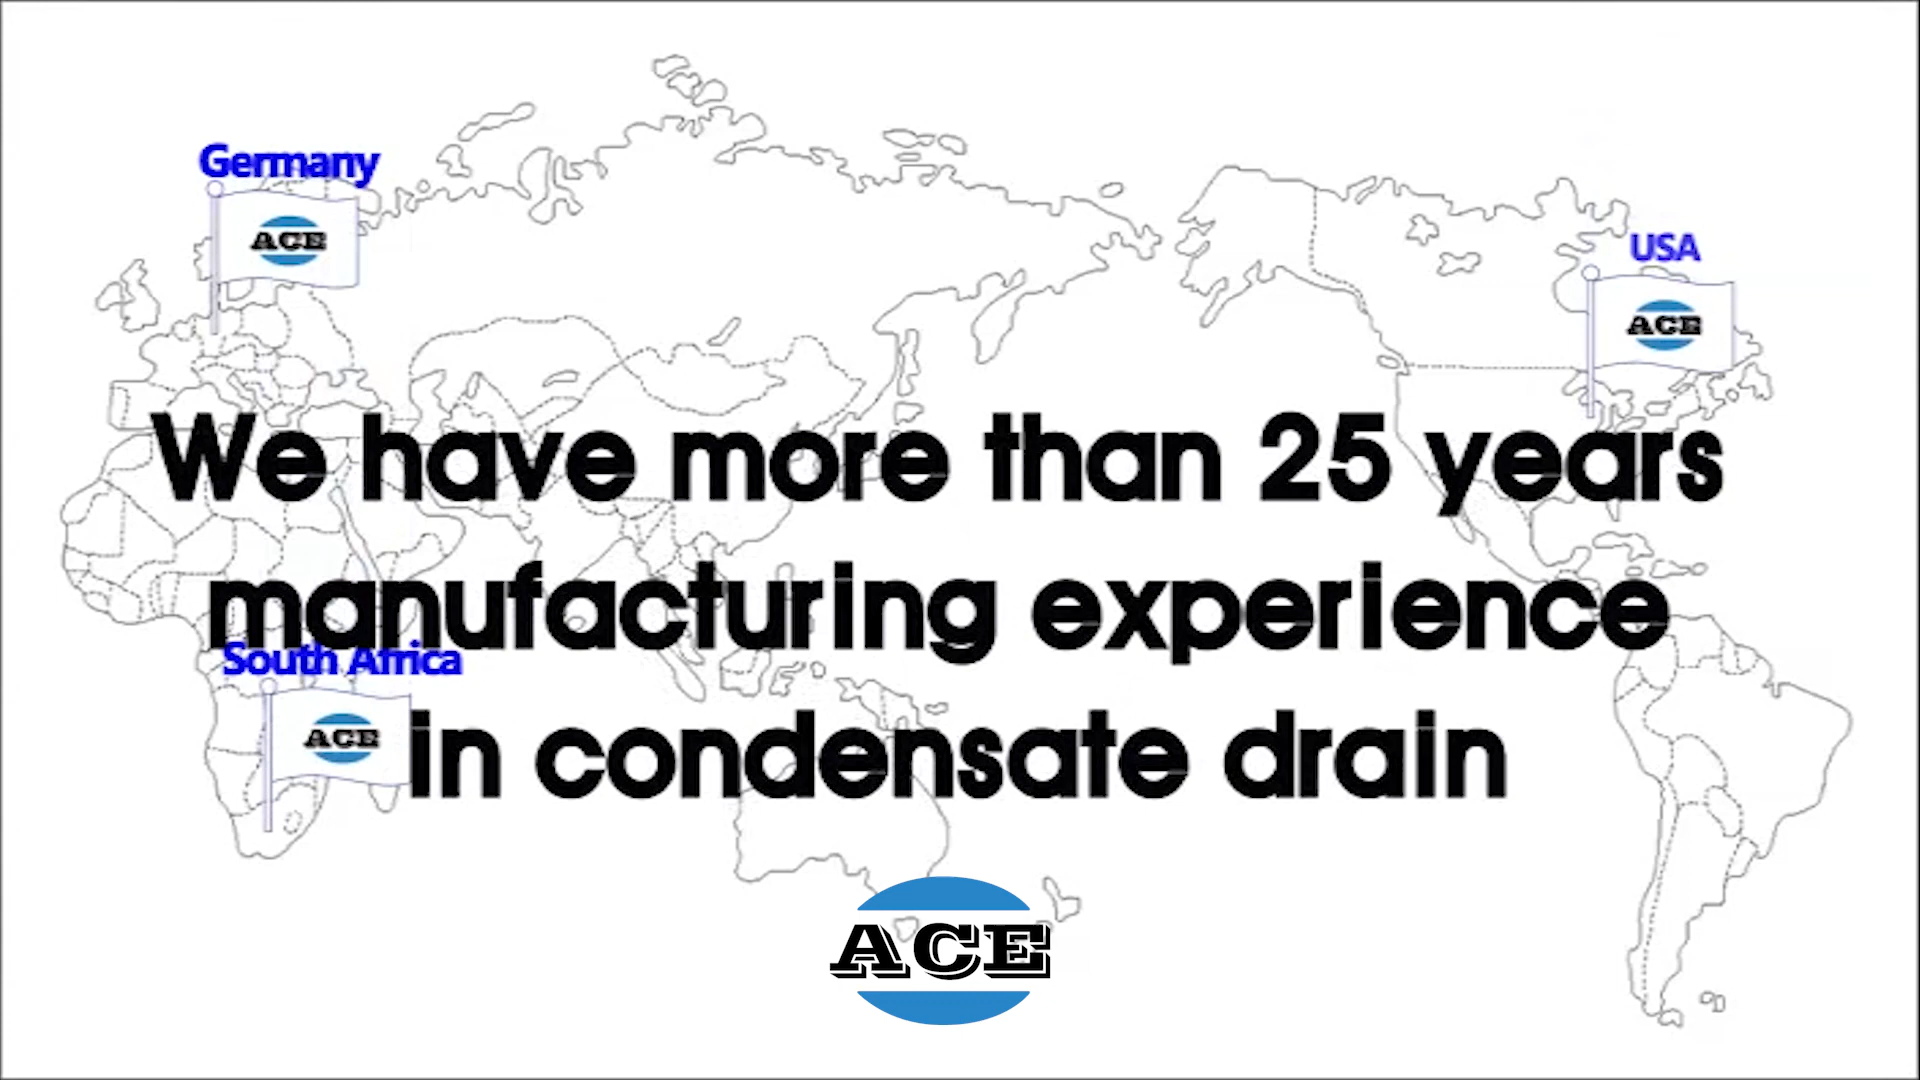 Germany
ACE
USA
ACE
We have more than 25 years
manufacturing experience
South Africa
ACE
in condensate drain
ACE